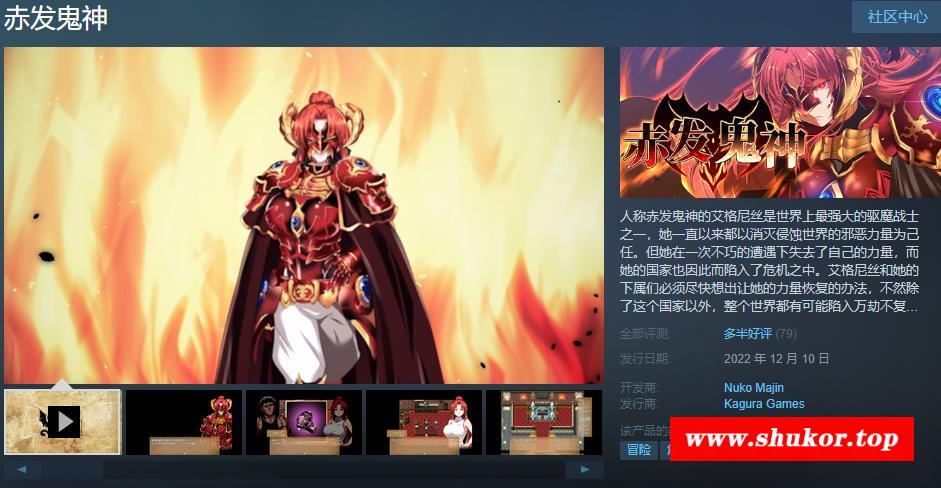 赤发鬼神
社区中心
赤发鬼神
人称赤发鬼神的艾格尼丝是世界上最强大的驱魔战士
之一，她一直以来都以消灭侵蚀世界的邪恶力量为己
任。但她在一次不巧的遭遇下失去了自己的力量，而
她的国家也因此而陷入了危机之中。艾格尼丝和她的
下属们必须尽快想出让她的力量恢复的办法，不然除
了这个国家以外，整个世界都有可能陷入万劫不复...
全部评测: 多半好评 (79)
发行日期: 2022 年 12 月 10 日
开发商: Nuko Majin
发行商: Kagura Games
该产品的
冒险
www.shukor.top